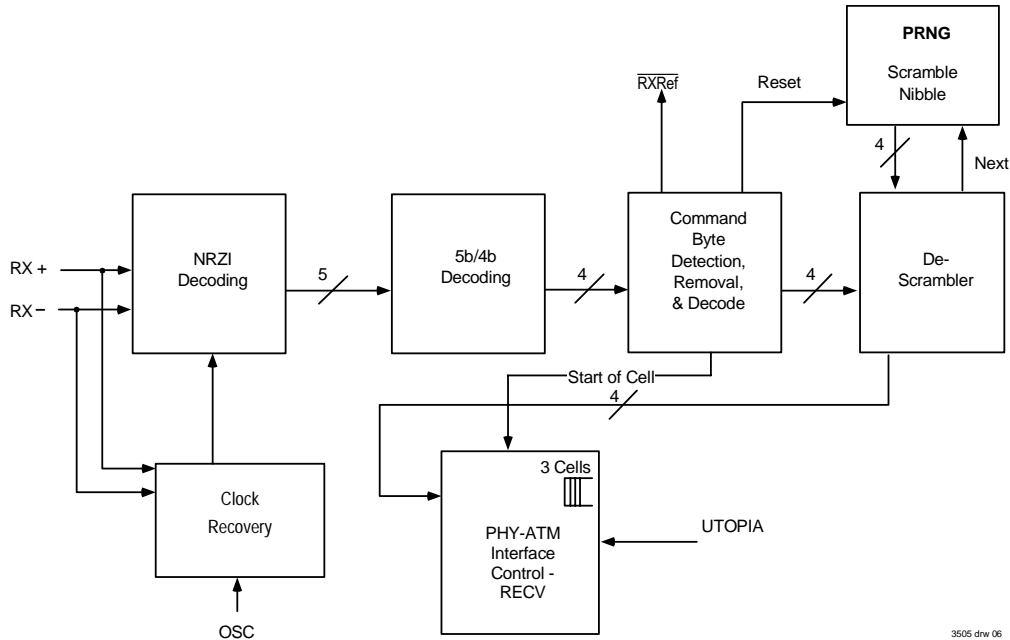 PRNG
Scramble
Nibble
RXRef
Reset
4
Next
NRZI
Decoding
5b/4b
Decoding
Command
Byte
Detection,
Removal,
& Decode
De-
Scrambler
RX +
RX −
5
4
4
Start of Cell
4
3 Cells
Clock
Recovery
PHY-ATM
Interface
Control -
RECV
UTOPIA
OSC
3505 drw 06